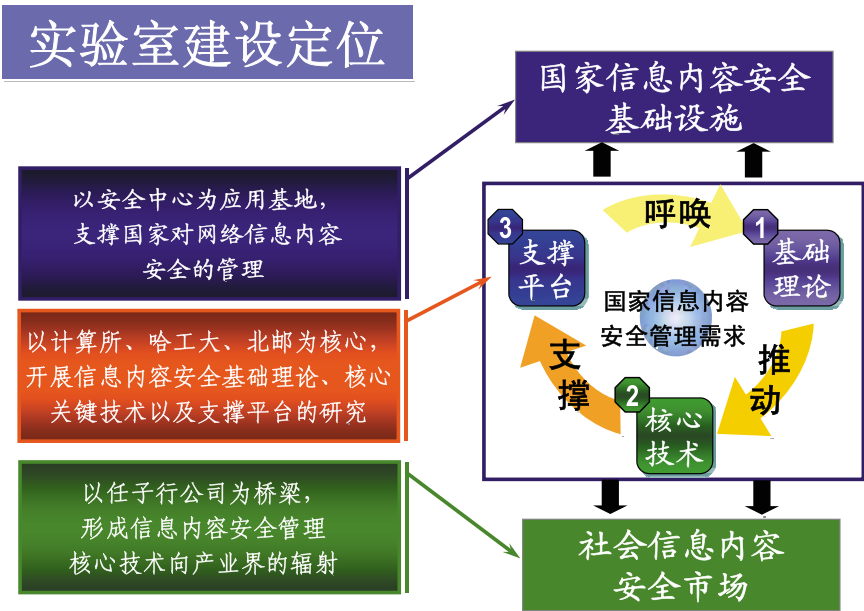 实验室建设定位
国家信息内容安全
基础设施
以安全中心为应用基地，
支撑国家对网络信息内容
安全的管理
以计算所、哈工大、北邮为核心，
开展信息内容安全基础理论、核心
关键技术以及支撑平台的研究
以任子行公司为桥梁，
形成信息内容安全管理
核心技术向产业界的辐射
呼唤
3
支撑
平台
1
基础
理论
国家信息内容
安全管理需求
支
撑
推
动
2
核心
技术
社会信息内容
安全市场